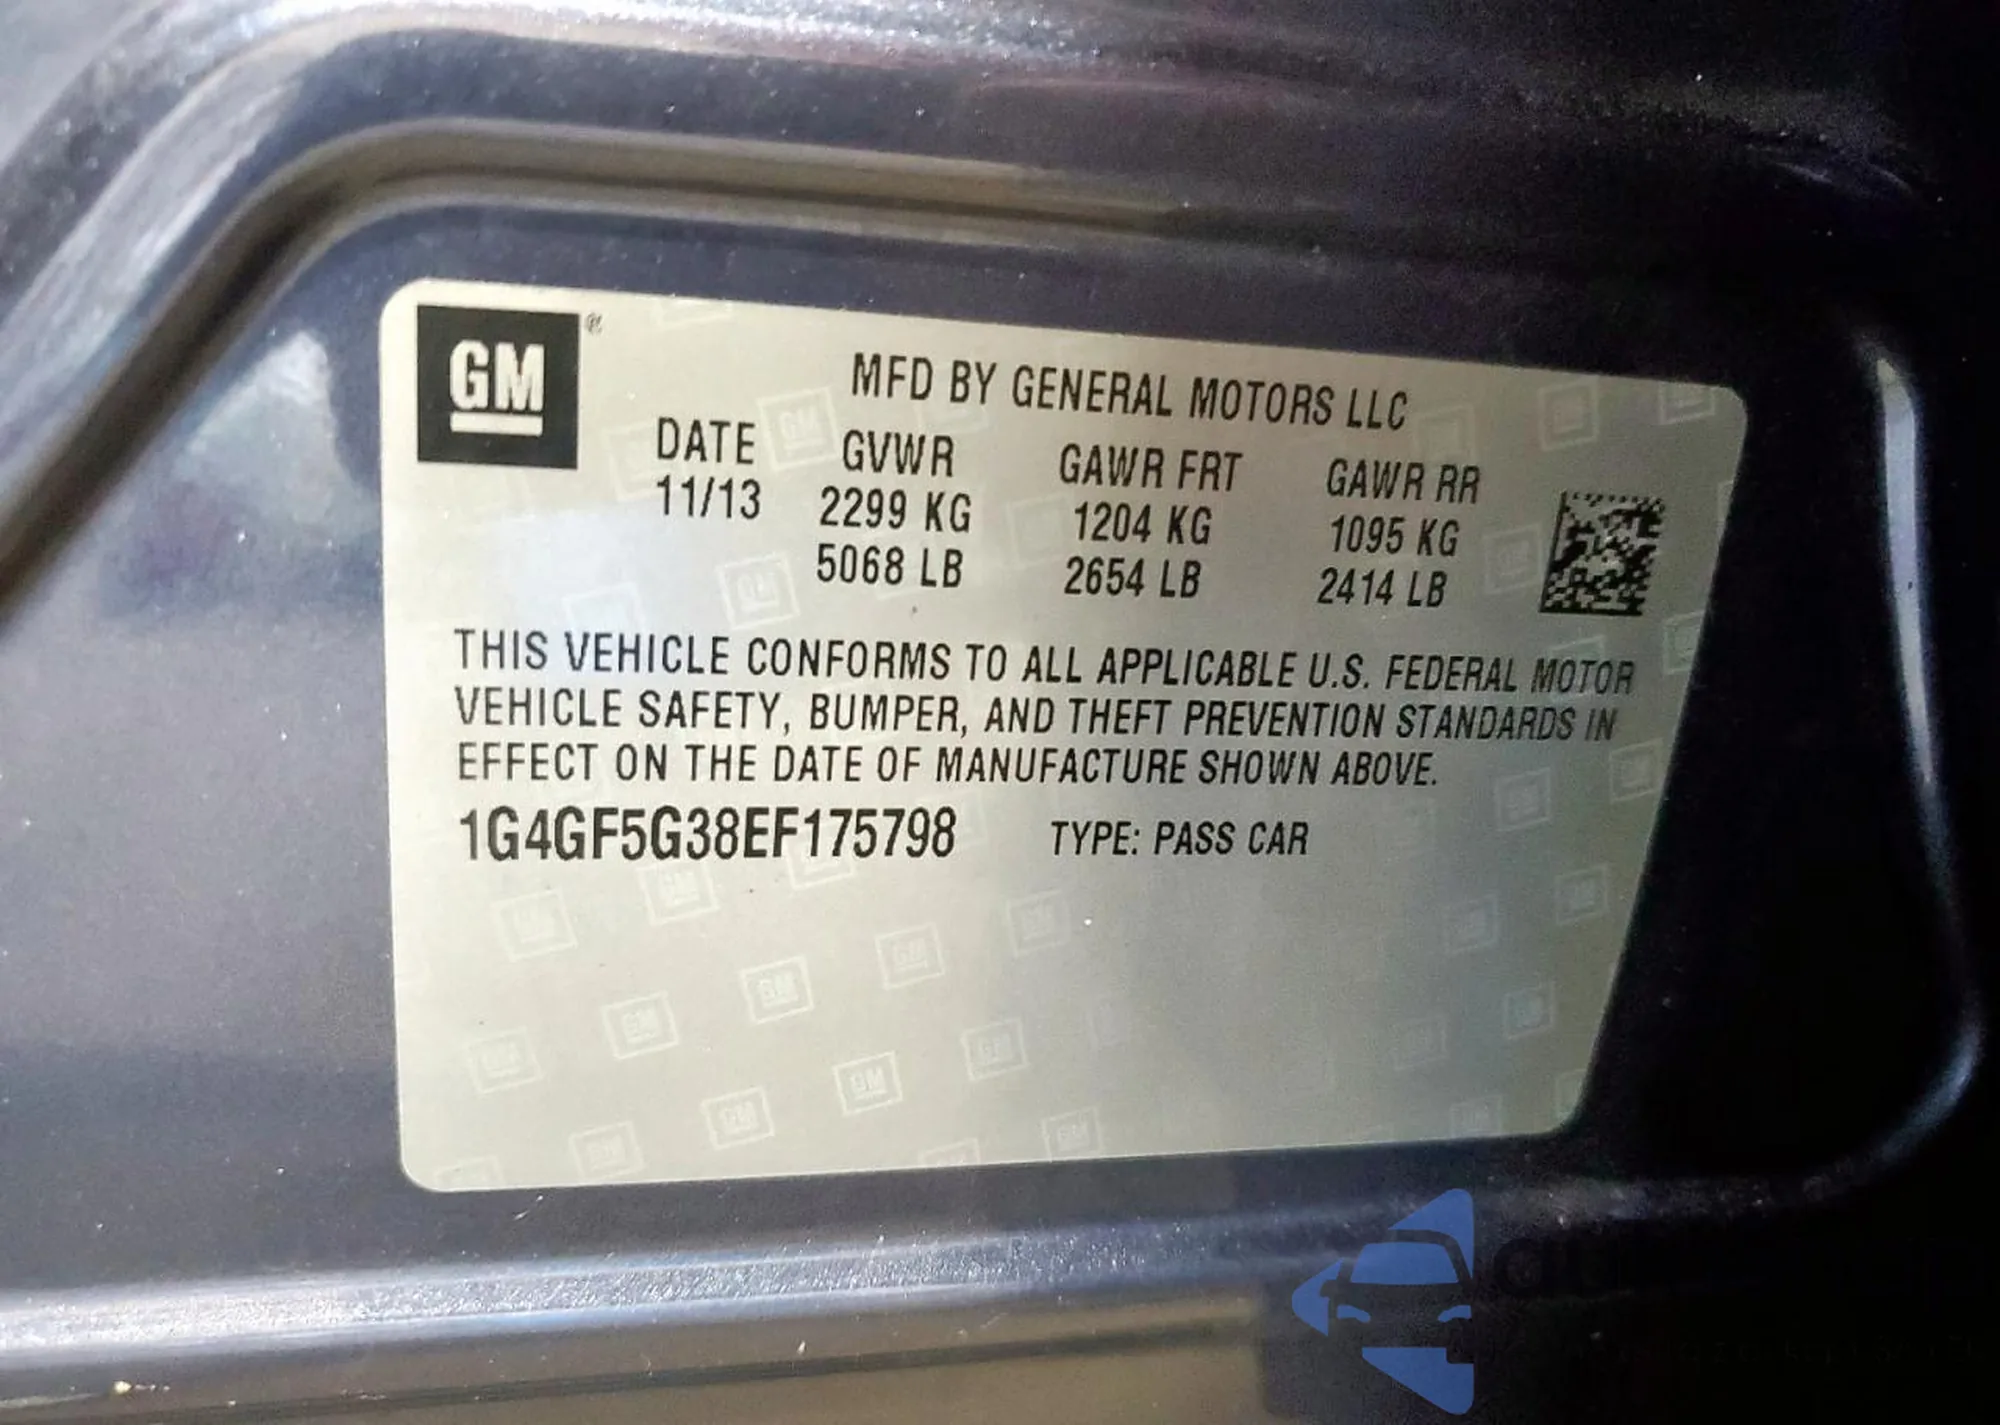 GM
®
MFD BY GENERAL MOTORS LLC
DATE GVWR GAWR FRT GAWR RR
11/13 2299 KG 1204 KG 1095 KG
5068 LB 2654 LB 2414 LB
THIS VEHICLE CONFORMS TO ALL APPLICABLE U.S. FEDERAL MOTOR
VEHICLE SAFETY, BUMPER, AND THEFT PREVENTION STANDARDS IN
EFFECT ON THE DATE OF MANUFACTURE SHOWN ABOVE.
1G4GF5G38EF175798 TYPE: PASS CAR